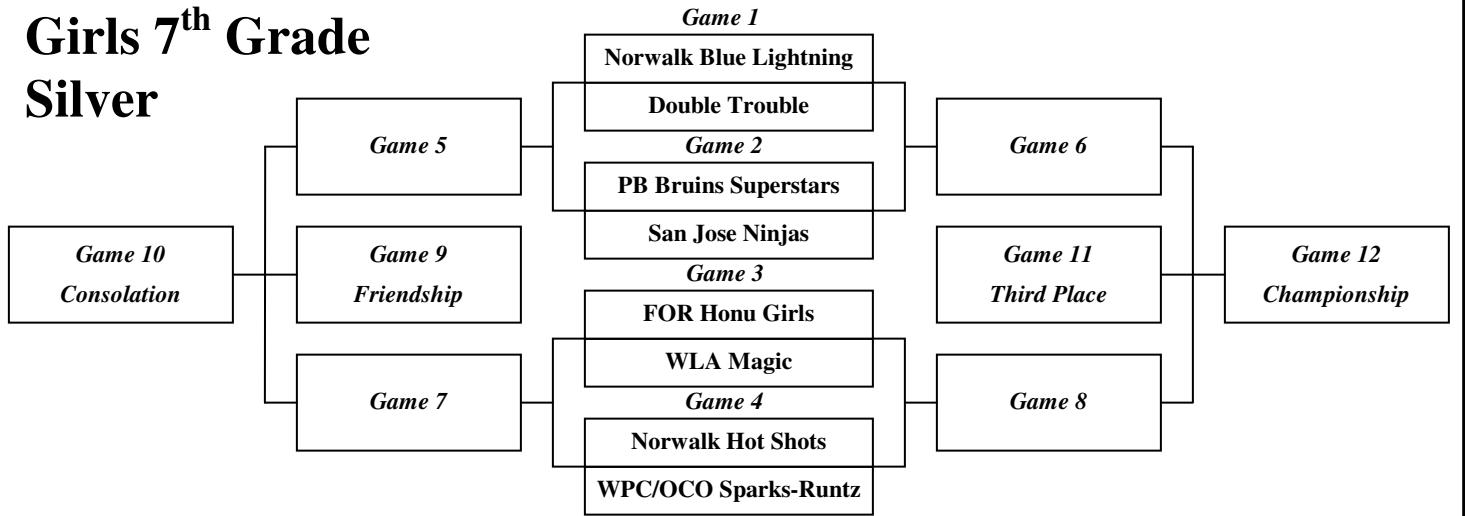 Girls 7th Grade
Silver
Game 1
Norwalk Blue Lightning
Double Trouble
Game 5
Game 2
Game 6
PB Bruins Superstars
San Jose Ninjas
Game 10
Consolation
Game 9
Friendship
Game 3
Game 11
Third Place
Game 12
Championship
FOR Honu Girls
WLA Magic
Game 7
Game 4
Game 8
Norwalk Hot Shots
WPC/OCO Sparks-Runtz